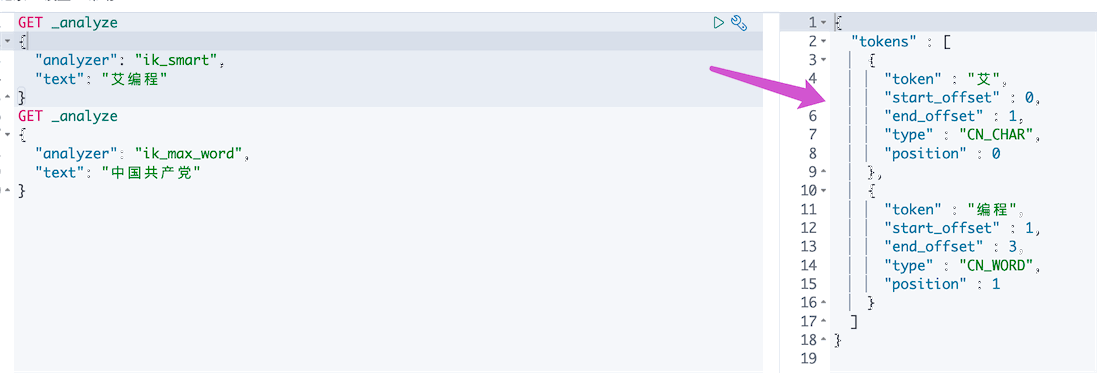 GET _analyze
{
"analyzer": "ik_smart",
"text": "艾编程"
}
GET _analyze
{
"analyzer": "ik_max_word",
"text": "中国共产党"
}
1 {
2 "tokens" : [
3 {
4 "token" : "艾",
"start_offset" : 0,
6 "end_offset" : 1,
7 "type" : "CN_CHAR",
8 "position" : 0
9 },
10 {
11 "token" : "编程",
12 "start_offset" : 1,
13 "end_offset" : 3,
14 "type" : "CN_WORD",
15 "position" : 1
16 }
17 ]
18 }
19